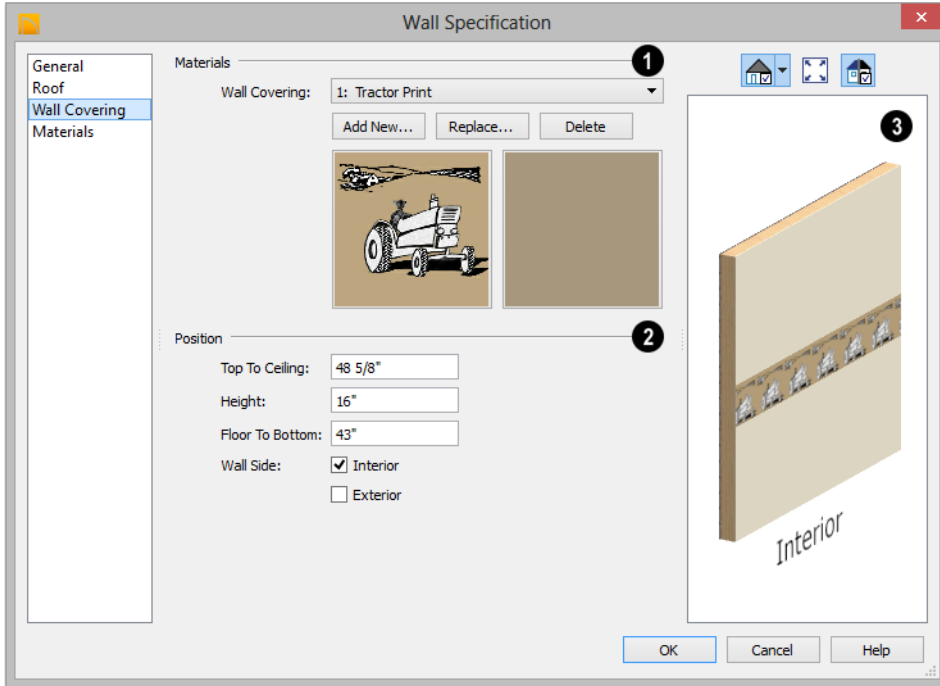 Wall Specification
General
Roof
Wall Covering
Materials
Materials
1
Wall Covering:
1: Tractor Print
Add New...
Replace...
Delete
Position
2
Top To Ceiling:
48 5/8"
Height:
16"
Floor To Bottom:
43"
Wall Side:
Interior
Exterior
3
Interior
OK
Cancel
Help